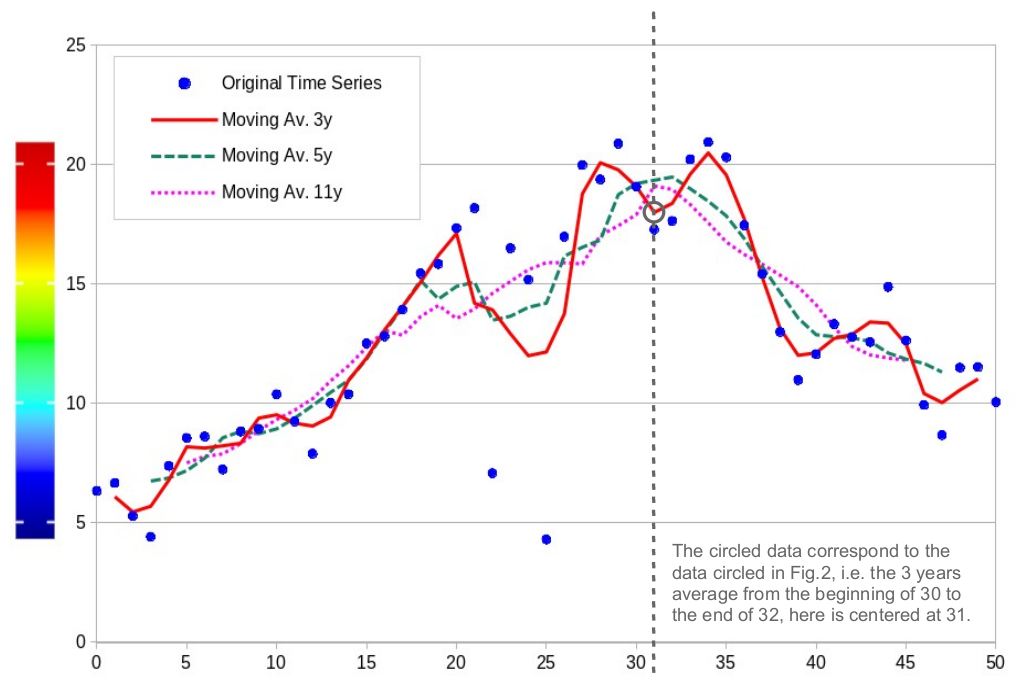 25
20
15
10
5
0
Original Time Series
Moving Av. 3y
Moving Av. 5y
Moving Av. 11y
The circled data correspond to the
data circled in Fig.2, i.e. the 3 years
average from the beginning of 30 to
the end of 32, here is centered at 31.
0 5 10 15 20 25 30 35 40 45 50